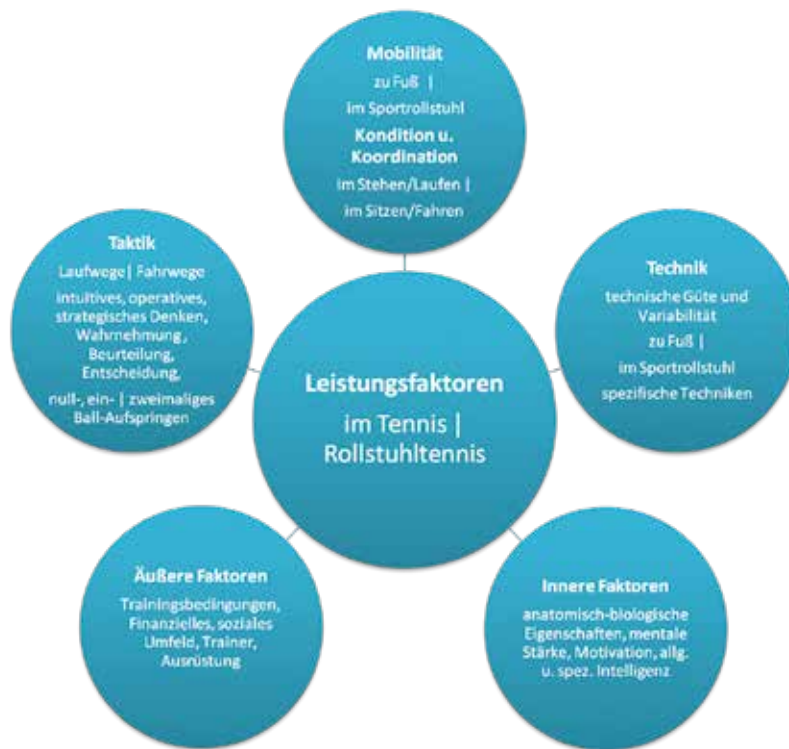 Mobilität
zu Fuß |
im Sportrollstuhl
Kondition u.
Koordination
im Stehen/Laufen |
im Sitzen/Fahren
Taktik
Laufwege| Fahrwege
intuitives, operatives,
strategisches Denken,
Wahrnehmung,
Beurteilung,
Entscheidung,
null-, ein- | zweimaliges
Ball-Aufspringen
Technik
technische Güte und
Variabilität
zu Fuß |
im Sportrollstuhl
spezifische Techniken
Leistungsfaktoren
im Tennis |
Rollstuhltennis
Äußere Faktoren
Trainingsbedingungen,
Finanzielles, soziales
Umfeld, Trainer,
Ausrüstung
Innere Faktoren
anatomisch-biologische
Eigenschaften, mentale
Stärke, Motivation, allg.
u. spez. Intelligenz